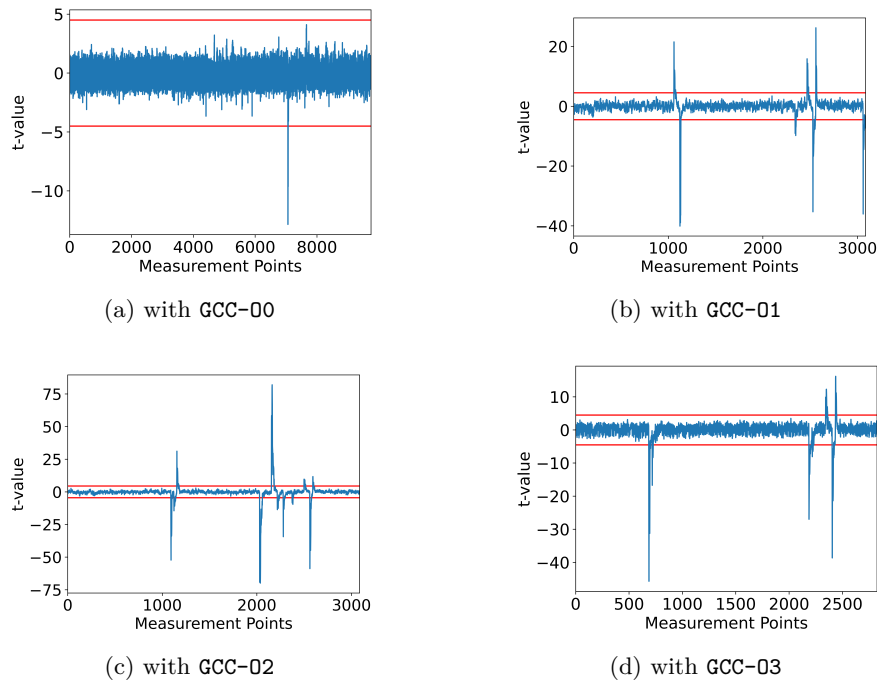 5
0
−5
−10
t-value
0 2000 4000 6000 8000
Measurement Points
(a) with GCC-O0
20
0
−20
−40
t-value
0 1000 2000 3000
Measurement Points
(b) with GCC-O1
75
50
25
0
−25
−50
−75
t-value
0 1000 2000 3000
Measurement Points
(c) with GCC-O2
10
0
−10
−20
−30
−40
t-value
0 500 1000 1500 2000 2500
Measurement Points
(d) with GCC-O3